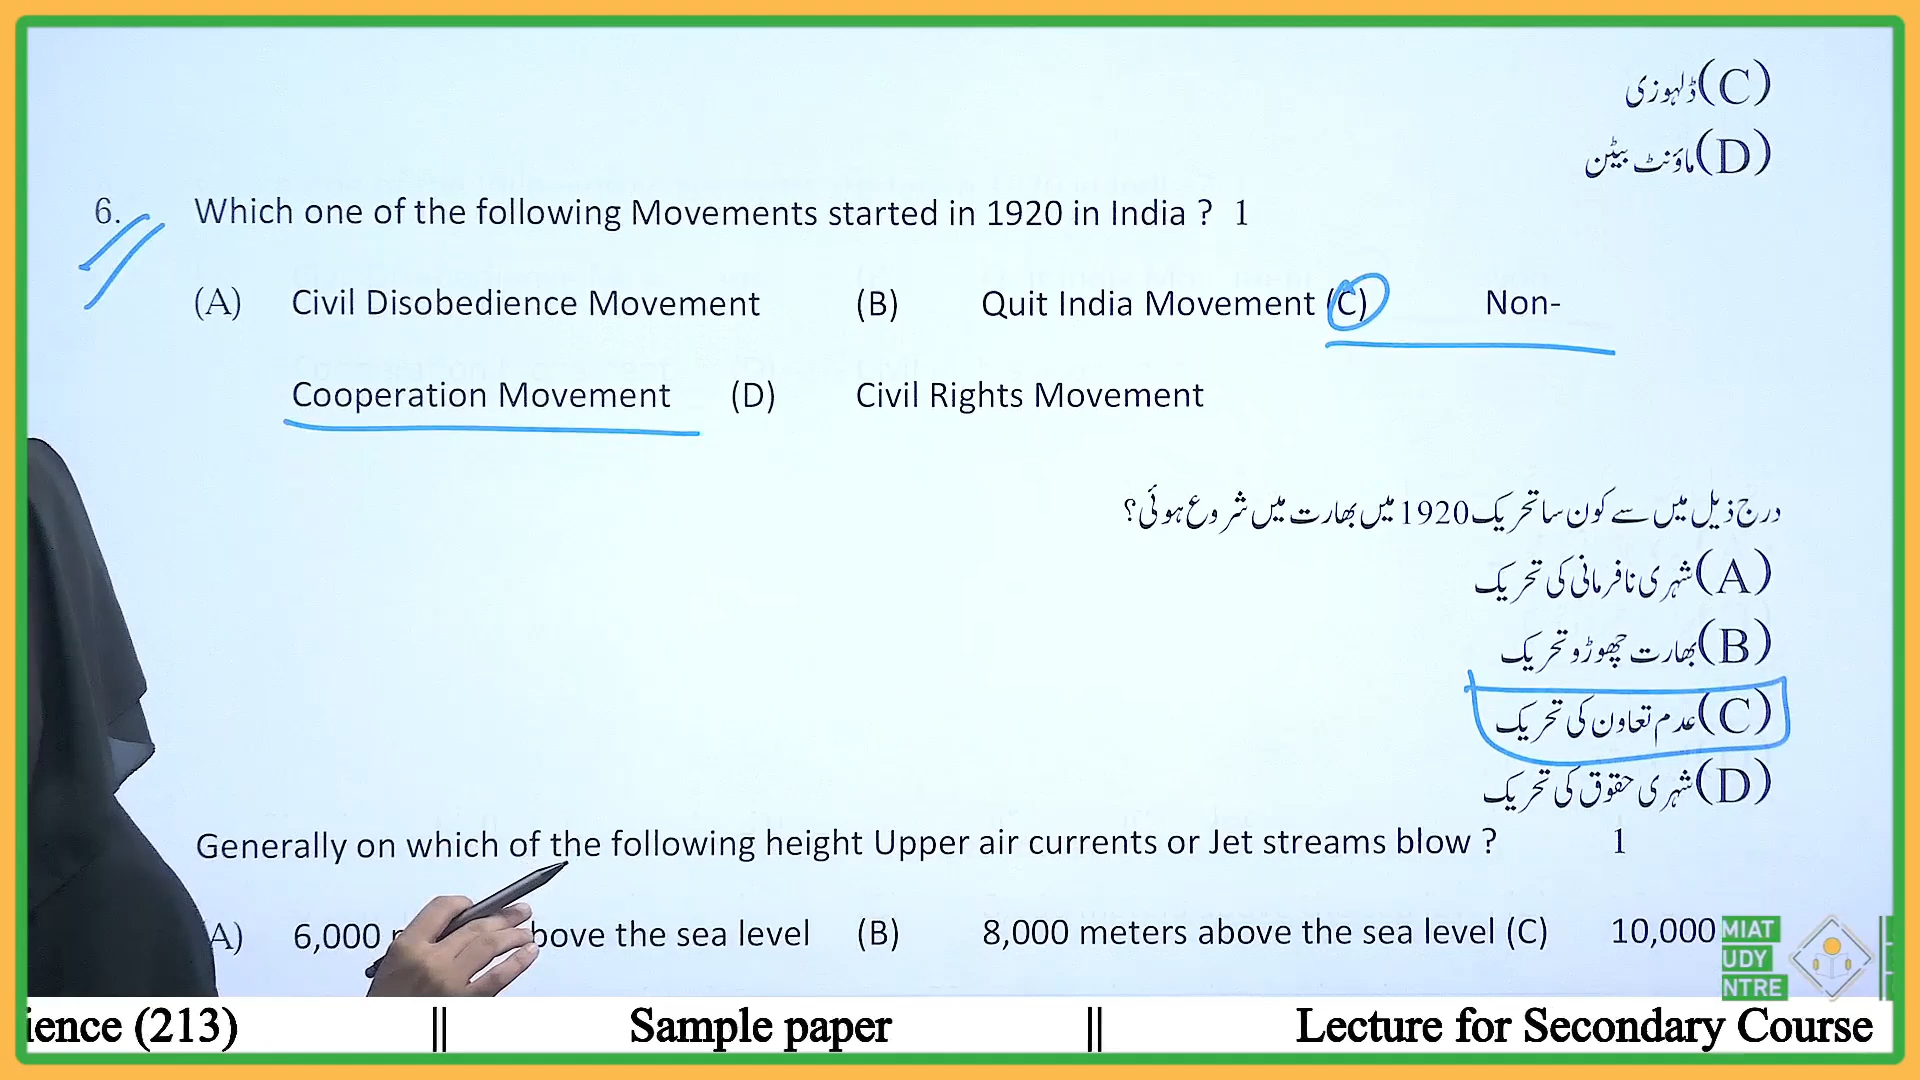 (C) ڈلہوزی
(D) ماؤنٹ بیٹن
6. Which one of the following Movements started in 1920 in India ? 1
(A) Civil Disobedience Movement (B) Quit India Movement (C) Non-
Cooperation Movement (D) Civil Rights Movement
درج ذیل میں سے کون سا تحریک 1920 میں بھارت میں شروع ہوئی؟
(A) شہری نافرمانی کی تحریک
(B) بھارت چھوڑو تحریک
(C) عدم تعاون کی تحریک
(D) شہری حقوق کی تحریک
Generally on which of the following height Upper air currents or Jet streams blow ? 1
A) 6,000 bove the sea level (B) 8,000 meters above the sea level (C) 10,000
MIAT
UDY
NTRE
ience (213) || Sample paper || Lecture for Secondary Course